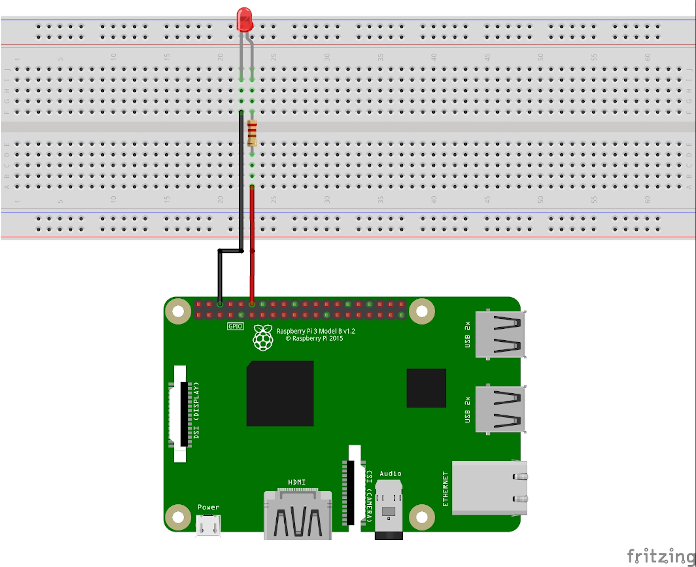 GPIO
Raspberry Pi 3 Model B v1.2
© Raspberry Pi 2015
USB 2x
DSI (DISPLAY)
USB 2x
HDMI
CSI (CAMERA)
Audio
ETHERNET
Power
fritzing